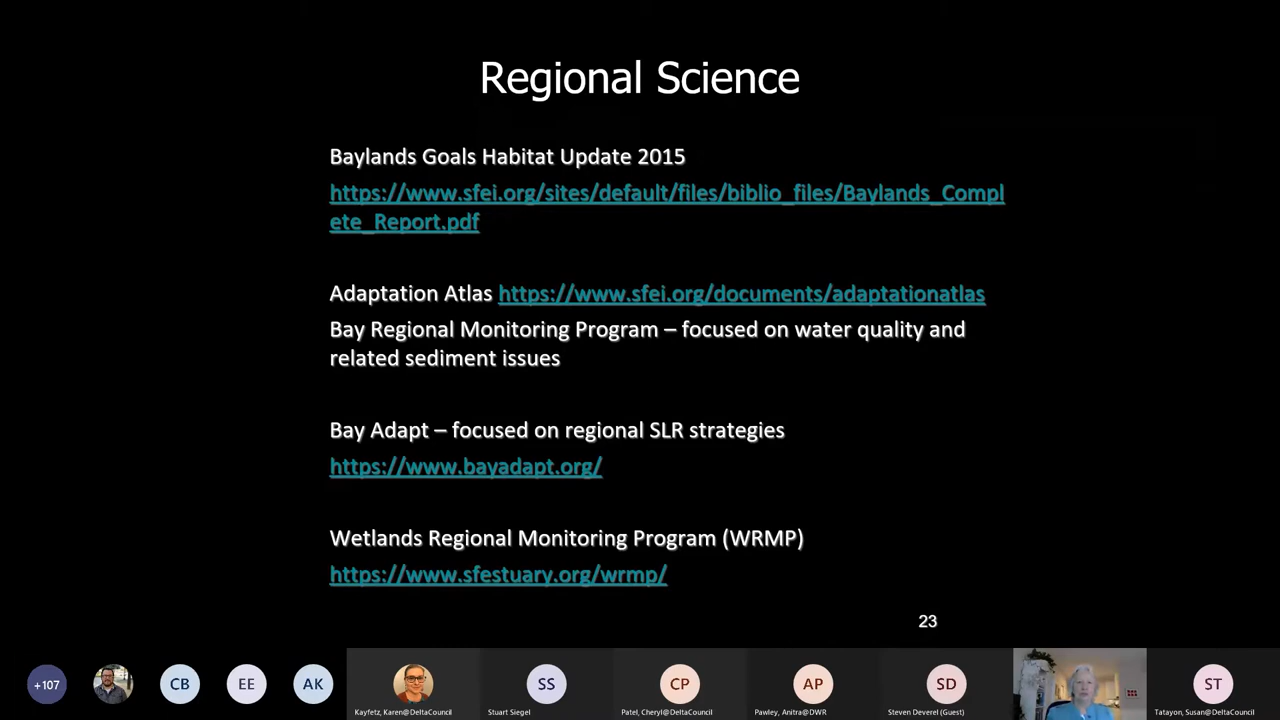 Regional Science
Baylands Goals Habitat Update 2015
https://www.sfei.org/sites/default/files/biblio_files/Baylands_Compl
ete_Report.pdf
Adaptation Atlas https://www.sfei.org/documents/adaptationatlas
Bay Regional Monitoring Program – focused on water quality and
related sediment issues
Bay Adapt – focused on regional SLR strategies
https://www.bayadapt.org/
Wetlands Regional Monitoring Program (WRMP)
https://www.sfestuary.org/wrmp/
23
+107 CB EE AK SS CP AP SD ST
Kayfetz, Karen@DeltaCouncil Stuart Siegel Patel, Cheryl@DeltaCouncil Pawley, Anitra@DWR Steven Deverel (Guest) Tatayon, Susan@DeltaCouncil